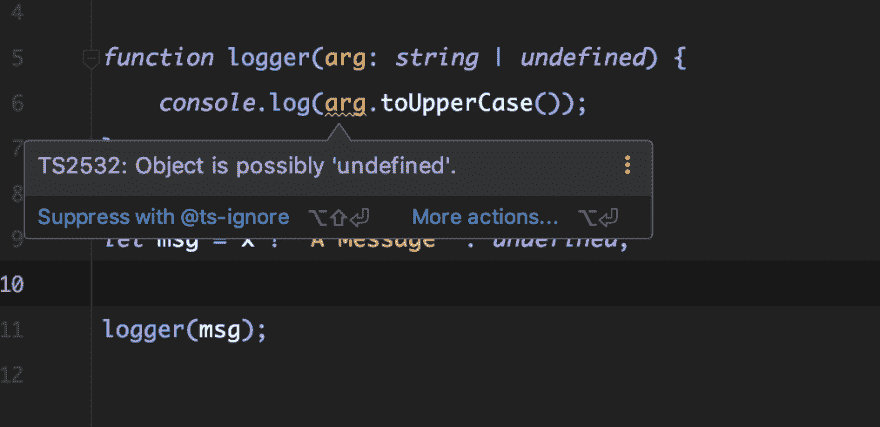 4
5 function logger(arg: string | undefined) {
6 console.log(arg.toUpperCase());
7
TS2532: Object is possibly 'undefined'.
8
Suppress with @ts-ignore ⌥⇧⏎ More actions... ⌥⏎
9 let msg = x ? "A Message" : undefined;
10
11 logger(msg);
12